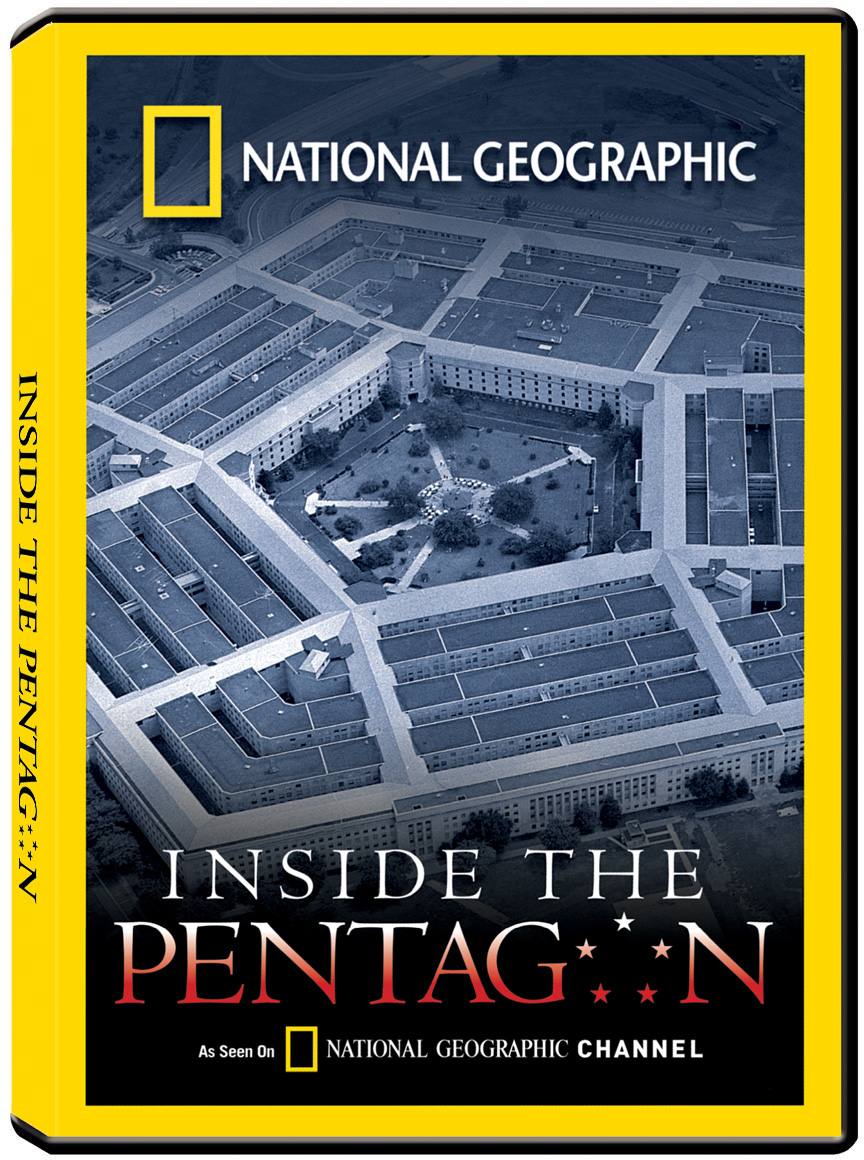 NATIONAL GEOGRAPHIC
INSIDE THE PENTAGON
INSIDE THE
PENTAGON
As Seen On NATIONAL GEOGRAPHIC CHANNEL